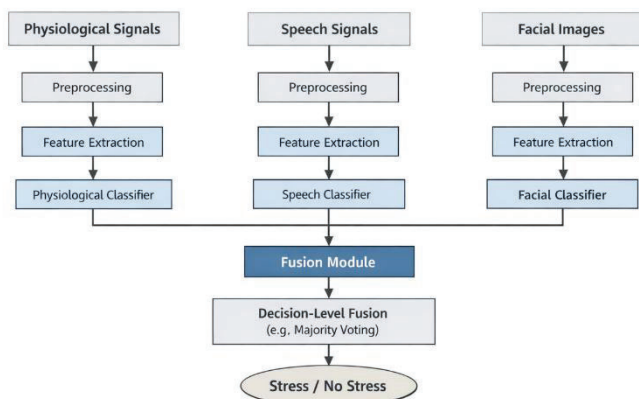 Physiological Signals
Speech Signals
Facial Images
Preprocessing
Preprocessing
Preprocessing
Feature Extraction
Feature Extraction
Feature Extraction
Physiological Classifier
Speech Classifier
Facial Classifier
Fusion Module
Decision-Level Fusion
(e.g, Majority Voting)
Stress / No Stress